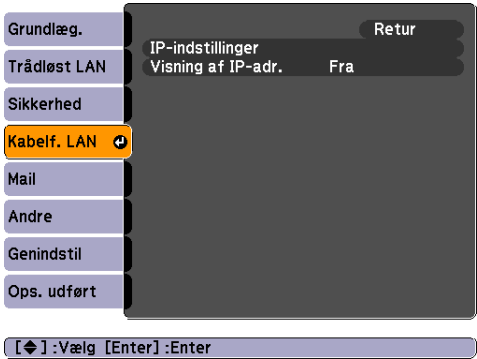 Grundlæg.
Trådløst LAN
Sikkerhed
Kabelf. LAN
Mail
Andre
Genindstil
Ops. udført
Retur
IP-indstillinger
Visning af IP-adr. Fra
[◆]:Vælg [Enter]:Enter